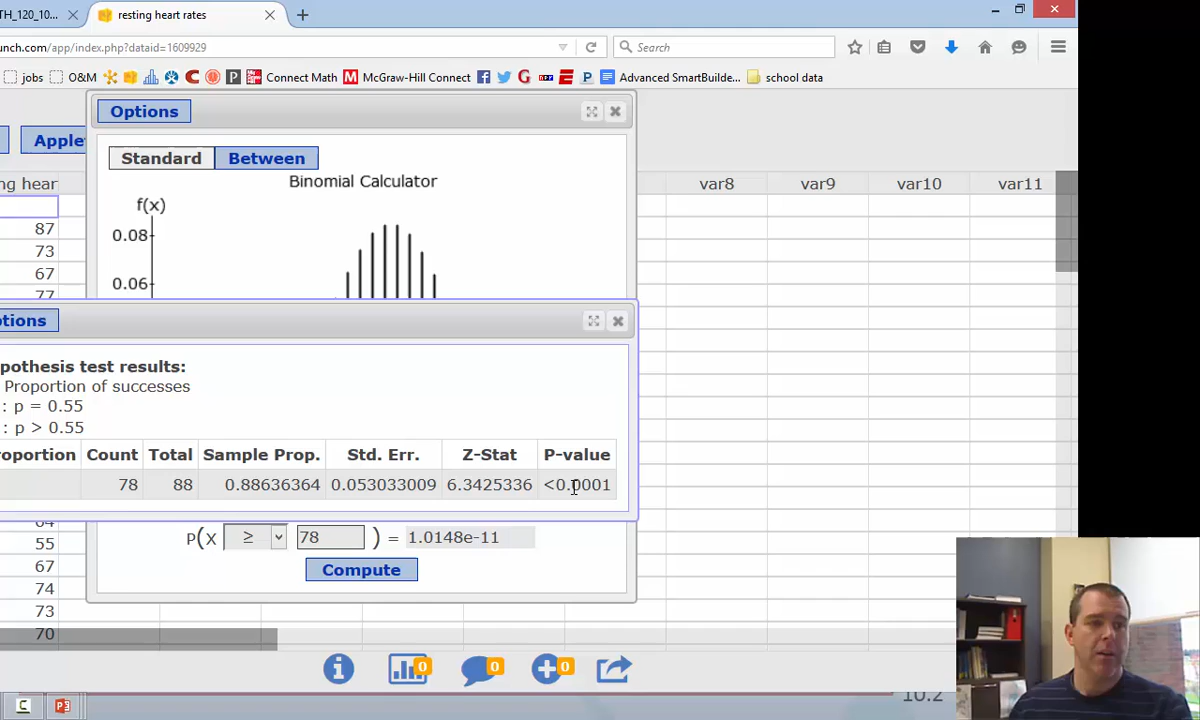 TH_120_10...
resting heart rates
unch.com/app/index.php?dataid=1609929
Search
jobs O&M Connect Math McGraw-Hill Connect Advanced SmartBuilde... school data
Options
Apple
Standard Between
Binomial Calculator
ng hear
var8 var9 var10 var11
f(x)
0.08
0.06
87
73
67
77
ptions
pothesis test results:
Proportion of successes
: p = 0.55
: p > 0.55
roportion Count Total Sample Prop. Std. Err. Z-Stat P-value
78 88 0.88636364 0.053033009 6.3425336 <0.0001
P(x ≥ 78 ) = 1.0148e-11
Compute
64
55
67
74
73
70
0 0 0
10.2